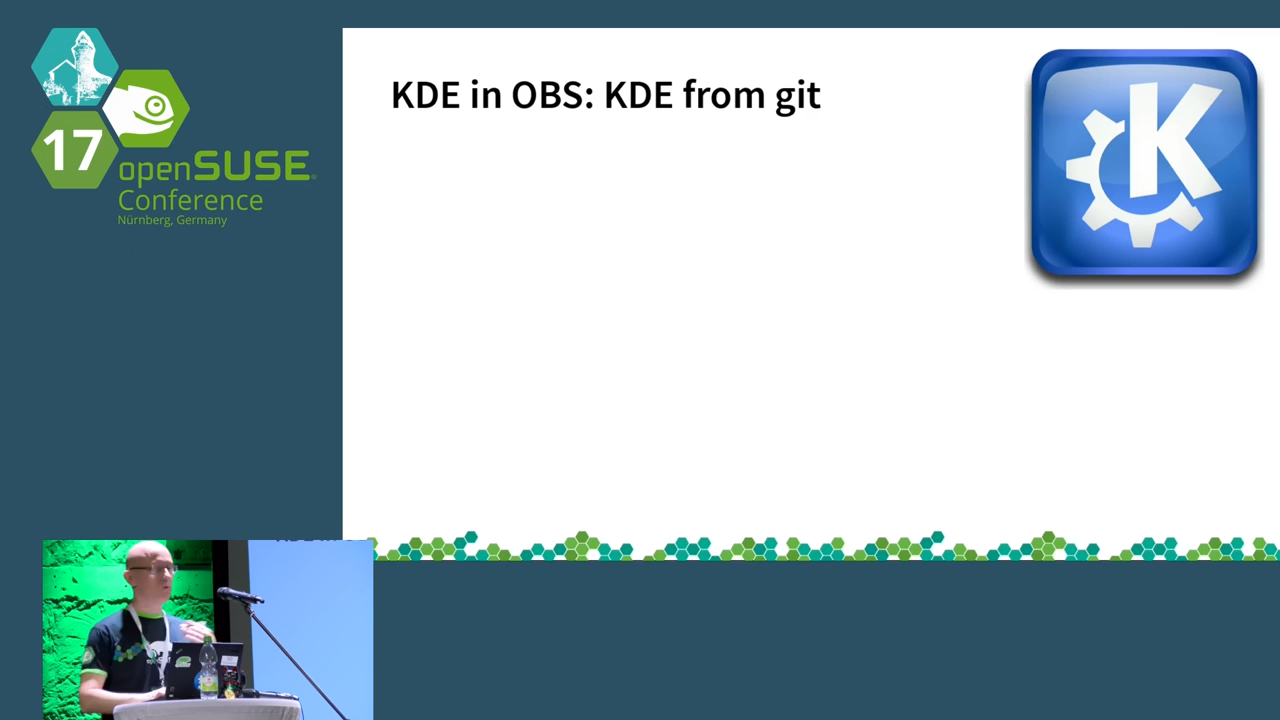 17
openSUSE
Conference
Nürnberg, Germany
KDE in OBS: KDE from git